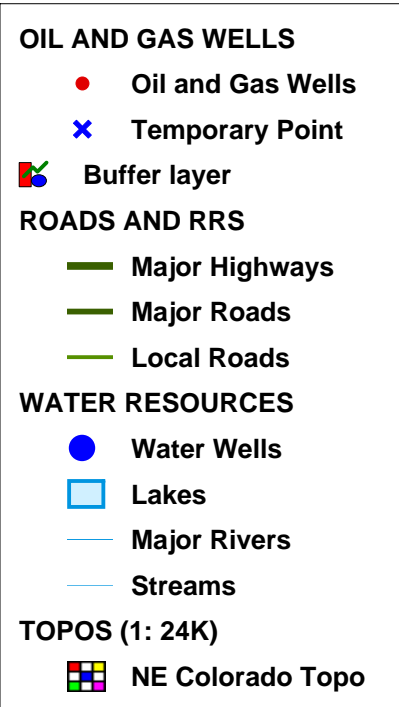 OIL AND GAS WELLS
Oil and Gas Wells
Temporary Point
Buffer layer
ROADS AND RRS
Major Highways
Major Roads
Local Roads
WATER RESOURCES
Water Wells
Lakes
Major Rivers
Streams
TOPOS (1: 24K)
NE Colorado Topo